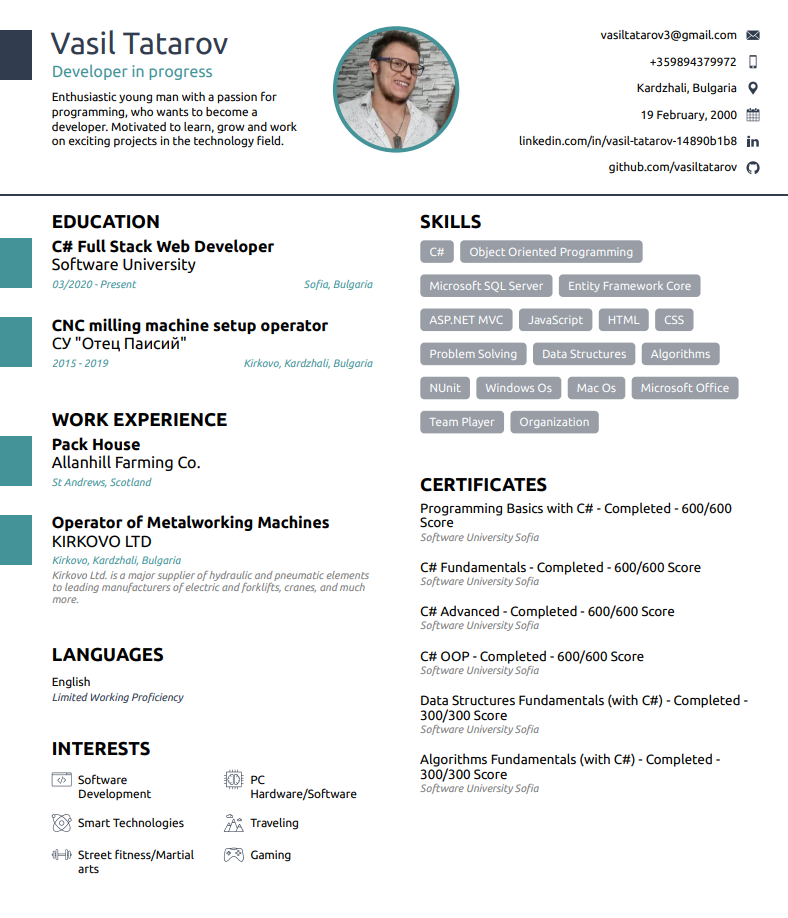 Vasil Tatarov
Developer in progress
Enthusiastic young man with a passion for
programming, who wants to become a
developer. Motivated to learn, grow and work
on exciting projects in the technology field.
vasiltatarov3@gmail.com
+359894379972
Kardzhali, Bulgaria
19 February, 2000
linkedin.com/in/vasil-tatarov-14890b1b8
github.com/vasiltatarov
EDUCATION
C# Full Stack Web Developer
Software University
03/2020 - Present Sofia, Bulgaria
CNC milling machine setup operator
СУ "Отец Паисий"
2015 - 2019 Kirkovo, Kardzhali, Bulgaria
WORK EXPERIENCE
Pack House
Allanhill Farming Co.
St Andrews, Scotland
Operator of Metalworking Machines
KIRKOVO LTD
Kirkovo, Kardzhali, Bulgaria
Kirkovo Ltd. is a major supplier of hydraulic and pneumatic elements
to leading manufacturers of electric and forklifts, cranes, and much
more.
LANGUAGES
English
Limited Working Proficiency
INTERESTS
Software
Development
PC
Hardware/Software
Smart Technologies
Traveling
Street fitness/Martial
arts
Gaming
SKILLS
C# Object Oriented Programming
Microsoft SQL Server Entity Framework Core
ASP.NET MVC JavaScript HTML CSS
Problem Solving Data Structures Algorithms
NUnit Windows Os Mac Os Microsoft Office
Team Player Organization
CERTIFICATES
Programming Basics with C# - Completed - 600/600
Score
Software University Sofia
C# Fundamentals - Completed - 600/600 Score
Software University Sofia
C# Advanced - Completed - 600/600 Score
Software University Sofia
C# OOP - Completed - 600/600 Score
Software University Sofia
Data Structures Fundamentals (with C#) - Completed -
300/300 Score
Software University Sofia
Algorithms Fundamentals (with C#) - Completed -
300/300 Score
Software University Sofia